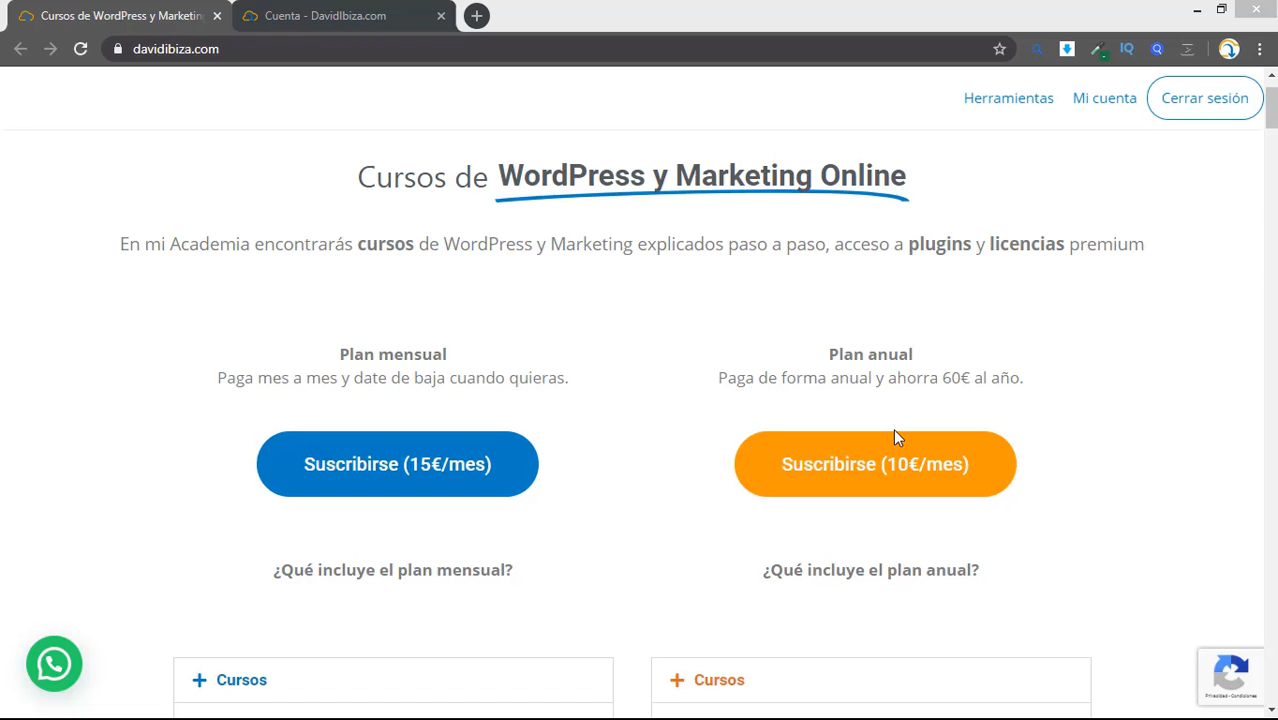 Cursos de WordPress y Marketin
Cuenta - DavidIbiza.com
davidibiza.com
IQ
Herramientas
Mi cuenta
Cerrar sesión
Cursos de WordPress y Marketing Online
En mi Academia encontrarás cursos de WordPress y Marketing explicados paso a paso, acceso a plugins y licencias premium
Plan mensual
Paga mes a mes y date de baja cuando quieras.
Suscribirse (15€/mes)
¿Qué incluye el plan mensual?
Cursos
Plan anual
Paga de forma anual y ahorra 60€ al año.
Suscribirse (10€/mes)
¿Qué incluye el plan anual?
Cursos
Privacidad - Condiciones